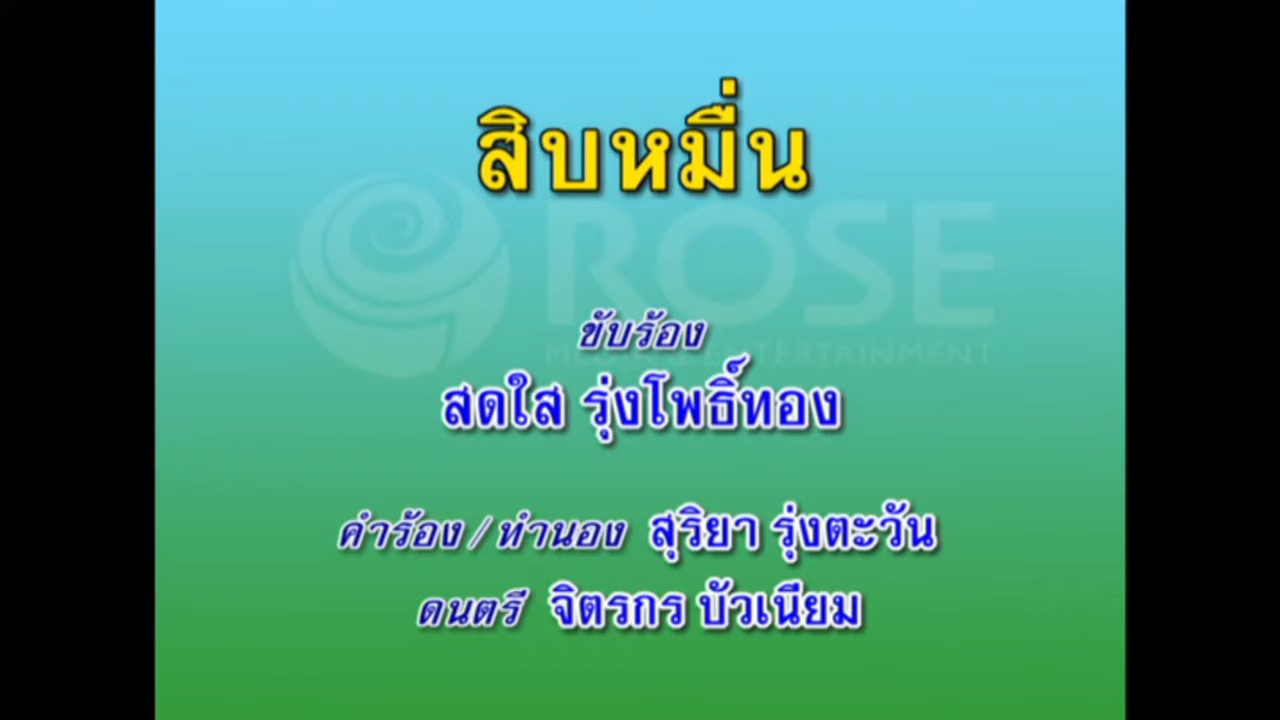 สิบหมื่น
ROSE
MEDIA & ENTERTAINMENT
ขับร้อง
สดใส รุ่งโพธิ์ทอง
คำร้อง / ทำนอง สุริยา รุ่งตะวัน
ดนตรี จิตรกร บัวเนียม